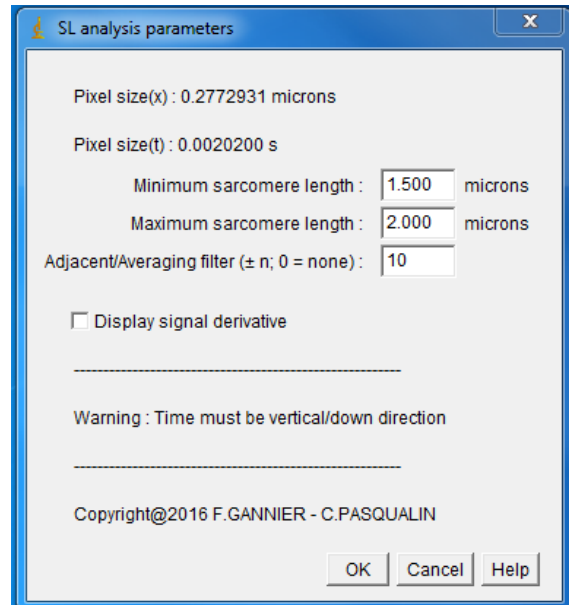 SL analysis parameters
X
Pixel size(x) : 0.2772931 microns
Pixel size(t) : 0.0020200 s
Minimum sarcomere length : 1.500 microns
Maximum sarcomere length : 2.000 microns
Adjacent/Averaging filter (± n; 0 = none) : 10
Display signal derivative
-------------------------------------------------------
Warning : Time must be vertical/down direction
-------------------------------------------------------
Copyright@2016 F.GANNIER - C.PASQUALIN
OK Cancel Help